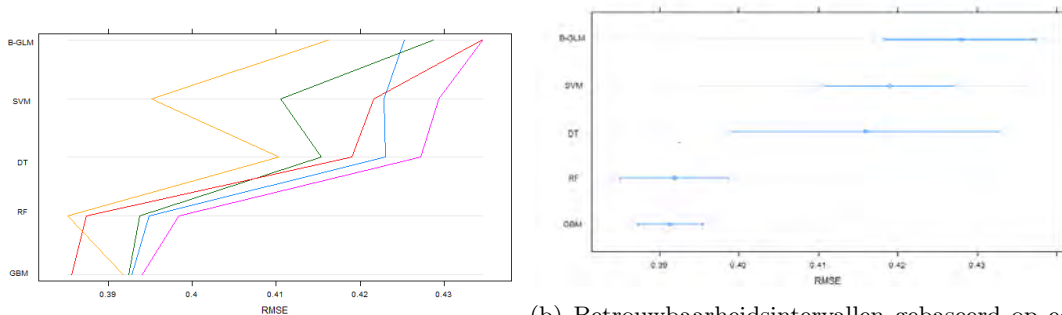 B-GLM
SVM
DT
RF
GBM
0.39 0.4 0.41 0.42 0.43
RMSE
B-GLM
SVM
DT
RF
GBM
0.39 0.40 0.41 0.42 0.43
RMSE
(b) Betrouwbaarheidsintervallen gebaseerd op